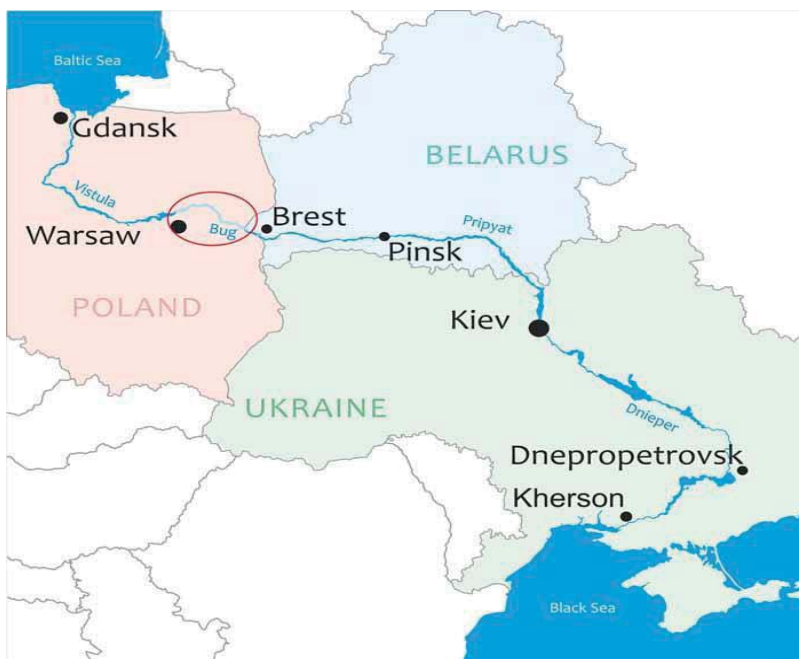 Baltic Sea
Gdansk
BELARUS
Vistula
Brest
Pripyat
Warsaw
Bug
Pinsk
POLAND
Kiev
UKRAINE
Dnieper
Dnepropetrovsk
Kherson
Black Sea